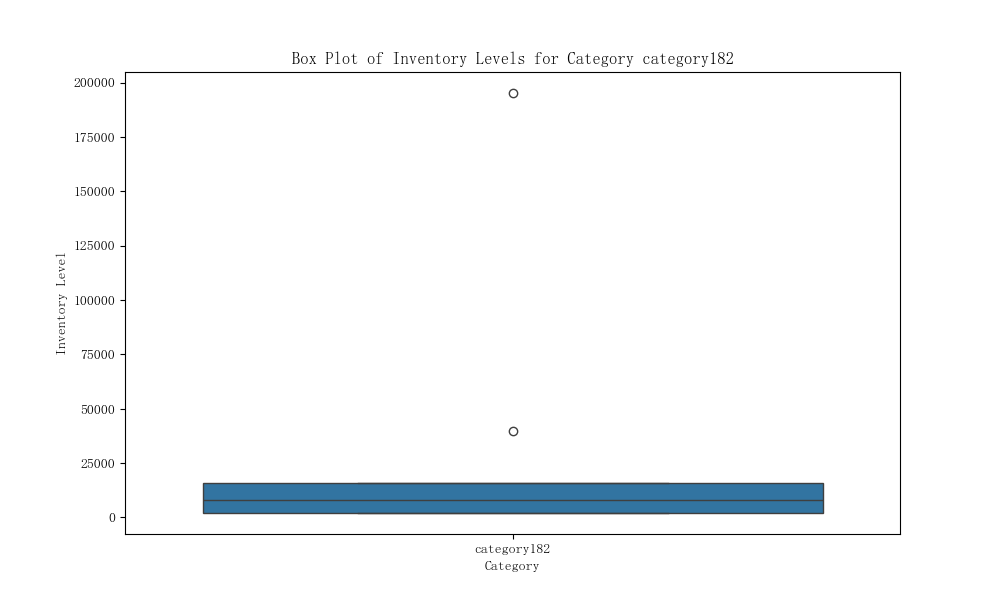 Box Plot of Inventory Levels for Category category182
200000
175000
150000
125000
100000
75000
50000
25000
0
Inventory Level
category182
Category